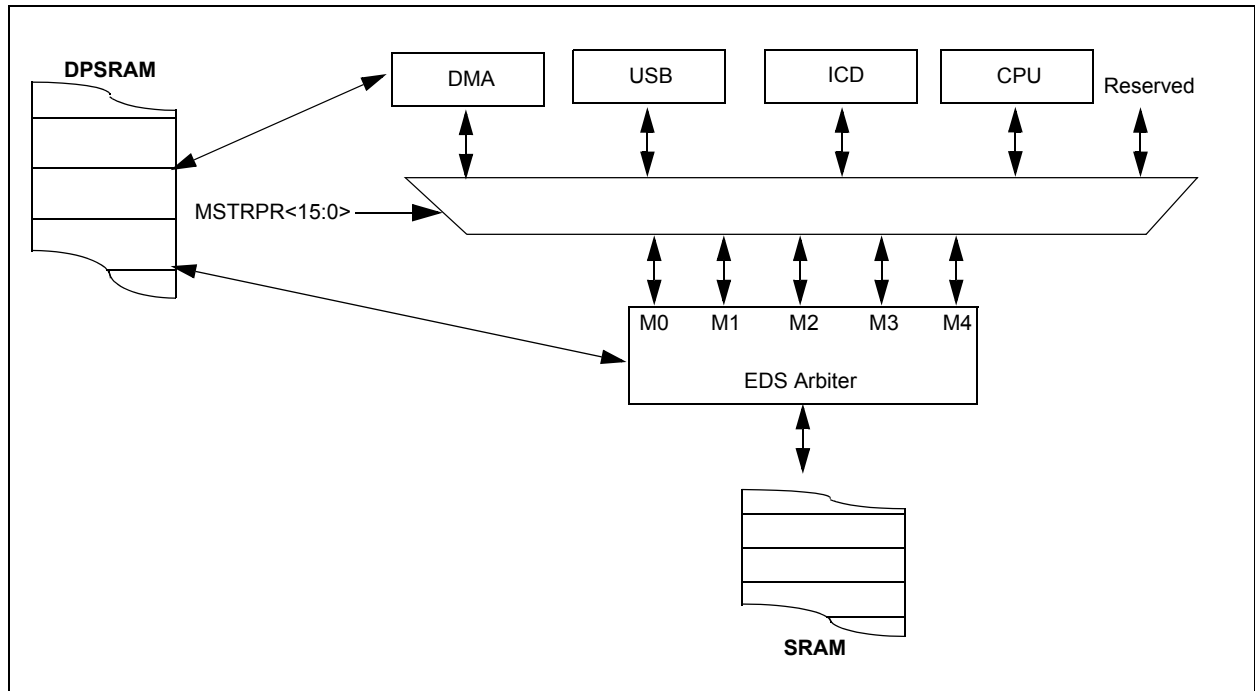 DPSRAM
DMA
USB
ICD
CPU
Reserved
MSTRPR<15:0>
M0
M1
M2
M3
M4
EDS Arbiter
SRAM